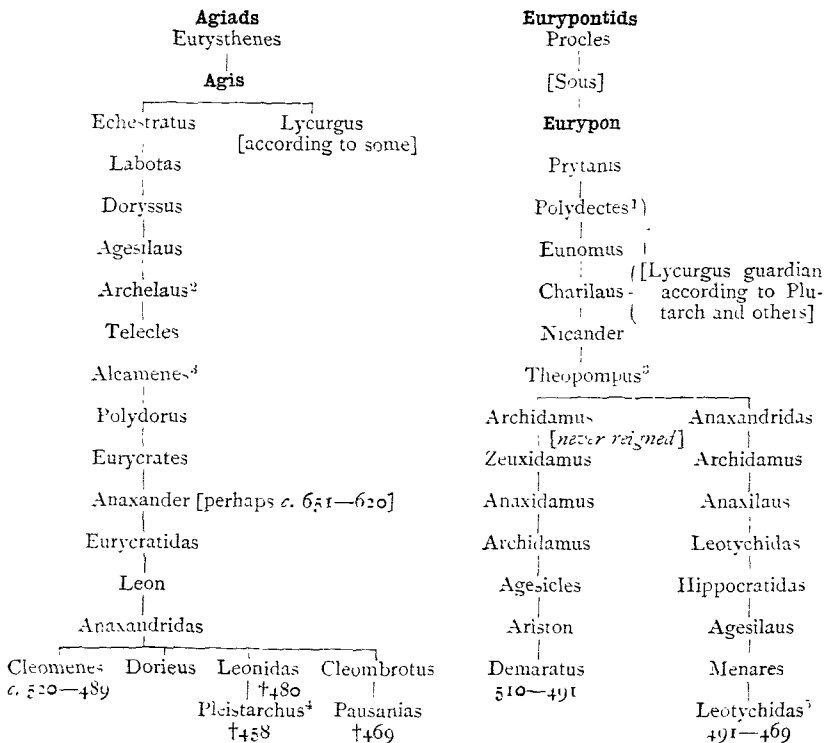 Agiads
Eurysthenes
Agis
Echestratus Lycurgus
[according to some]
Labotas
Doryssus
Agesilaus
Archelaus²
Telecles
Alcamenes³
Polydorus
Eurycrates
Anaxander [perhaps c. 651—620]
Eurycratidas
Leon
Anaxandridas
Cleomenes Dorieus Leonidas Cleombrotus
c. 520—489 †480
Pleistarchus⁴ Pausanias
†458 †469
Eurypontids
Procles
[Sous]
Eurypon
Prytanis
Polydectes¹
Eunomus
Charilaus
Nicander
[Lycurgus guardian
according to Plu-
tarch and others]
Theopompus³
Archidamus Anaxandridas
[never reigned]
Zeuxidamus Archidamus
Anaxidamus Anaxilaus
Archidamus Leotychidas
Agesicles Hippocratidas
Ariston Agesilaus
Demaratus Menares
510—491
Leotychidas⁵
491—469